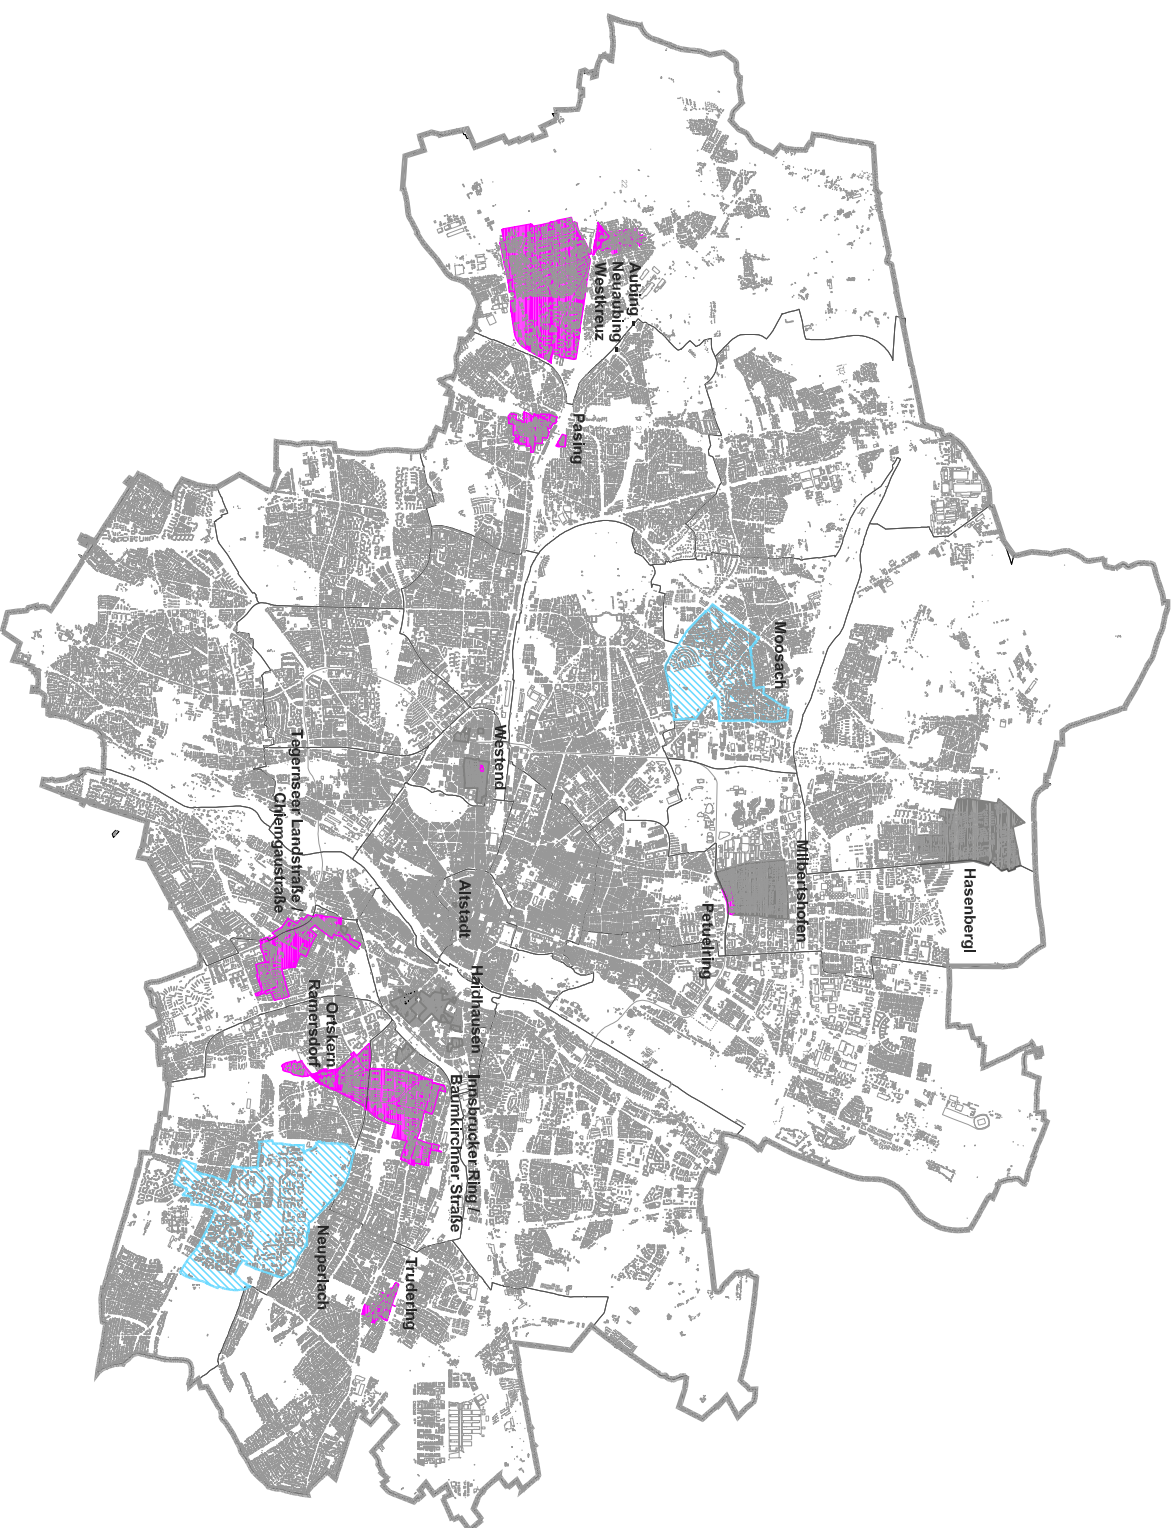 Aubing -
Neuaubing -
Westkreuz
Pasing
Moosach
Westend
Hasenbergl
Milbertshofen
Petuelring
Altstadt
Tegernseer Landstraße /
Chiemgaustraße
Haidhausen
Ortskern
Ramersdorf
Innsbrucker Ring /
Baumkirchner Straße
Neuperlach
Trudering